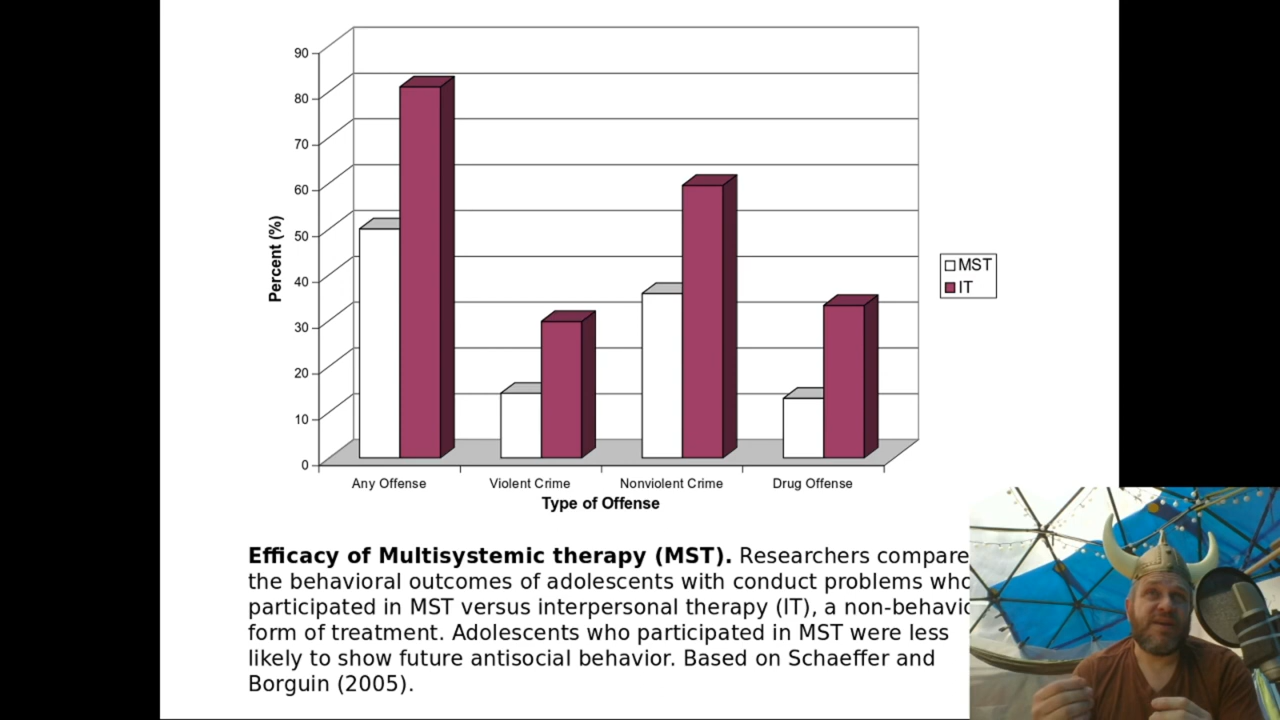 90
80
70
60
50
40
30
20
10
0
Percent (%)
Any Offense Violent Crime Nonviolent Crime Drug Offense
Type of Offense
MST
IT
Efficacy of Multisystemic therapy (MST). Researchers compare
the behavioral outcomes of adolescents with conduct problems who
participated in MST versus interpersonal therapy (IT), a non-behavio
form of treatment. Adolescents who participated in MST were less
likely to show future antisocial behavior. Based on Schaeffer and
Borguin (2005).